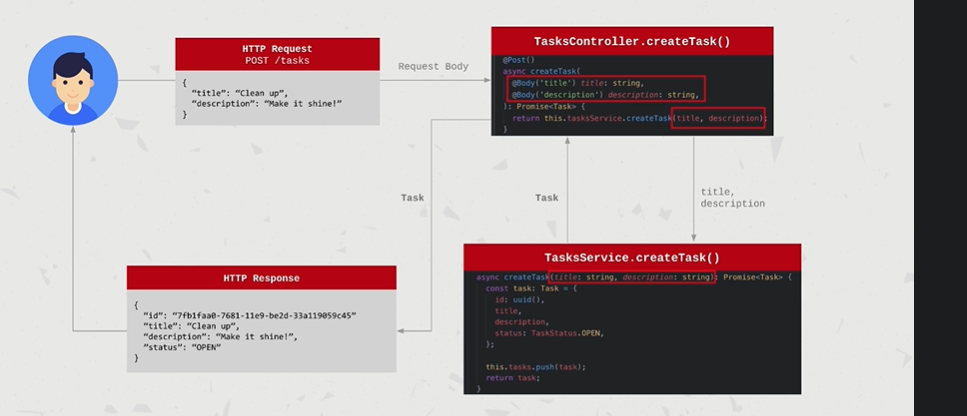 HTTP Request
POST /tasks
{
"title": “Clean up”,
"description": “Make it shine!”
}
Request Body
TasksController.createTask()
@Post()
async createTask(
@Body('title') title: string,
@Body('description') description: string,
): Promise<Task> {
return this.tasksService.createTask(title, description);
}
Task
Task
title,
description
HTTP Response
{
“id”: “7fb1faa0-7681-11e9-be2d-33a119059c45”
“title”: “Clean up”,
“description”: “Make it shine!”,
“status”: “OPEN”
}
TasksService.createTask()
async createTask(title: string, description: string): Promise<Task> {
const task: Task = {
id: uuid(),
title,
description,
status: TaskStatus.OPEN,
};
this.tasks.push(task);
return task;
}